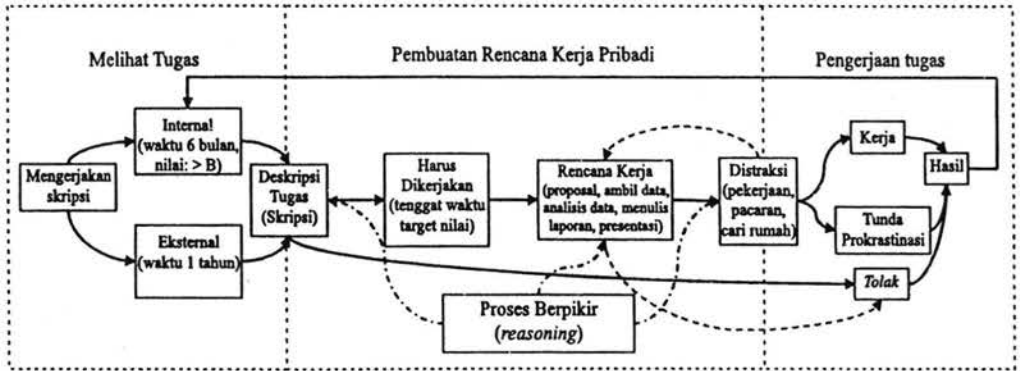 Melihat Tugas
Pembuatan Rencana Kerja Pribadi
Pengerjaan tugas
Mengerjakan
skripsi
Internal
(waktu 6 bulan,
nilai: > B)
Eksternal
(waktu 1 tahun)
Deskripsi
Tugas
(Skripsi)
Harus
Dikerjakan
(tenggat waktu
target nilai)
Rencana Kerja
(proposal, ambil data,
analisis data, menulis
laporan, presentasi)
Distraksi
(pekerjaan,
pacaran,
cari rumah)
Kerja
Tunda
Prokrastinasi
Tolak
Hasil
Proses Berpikir
(reasoning)